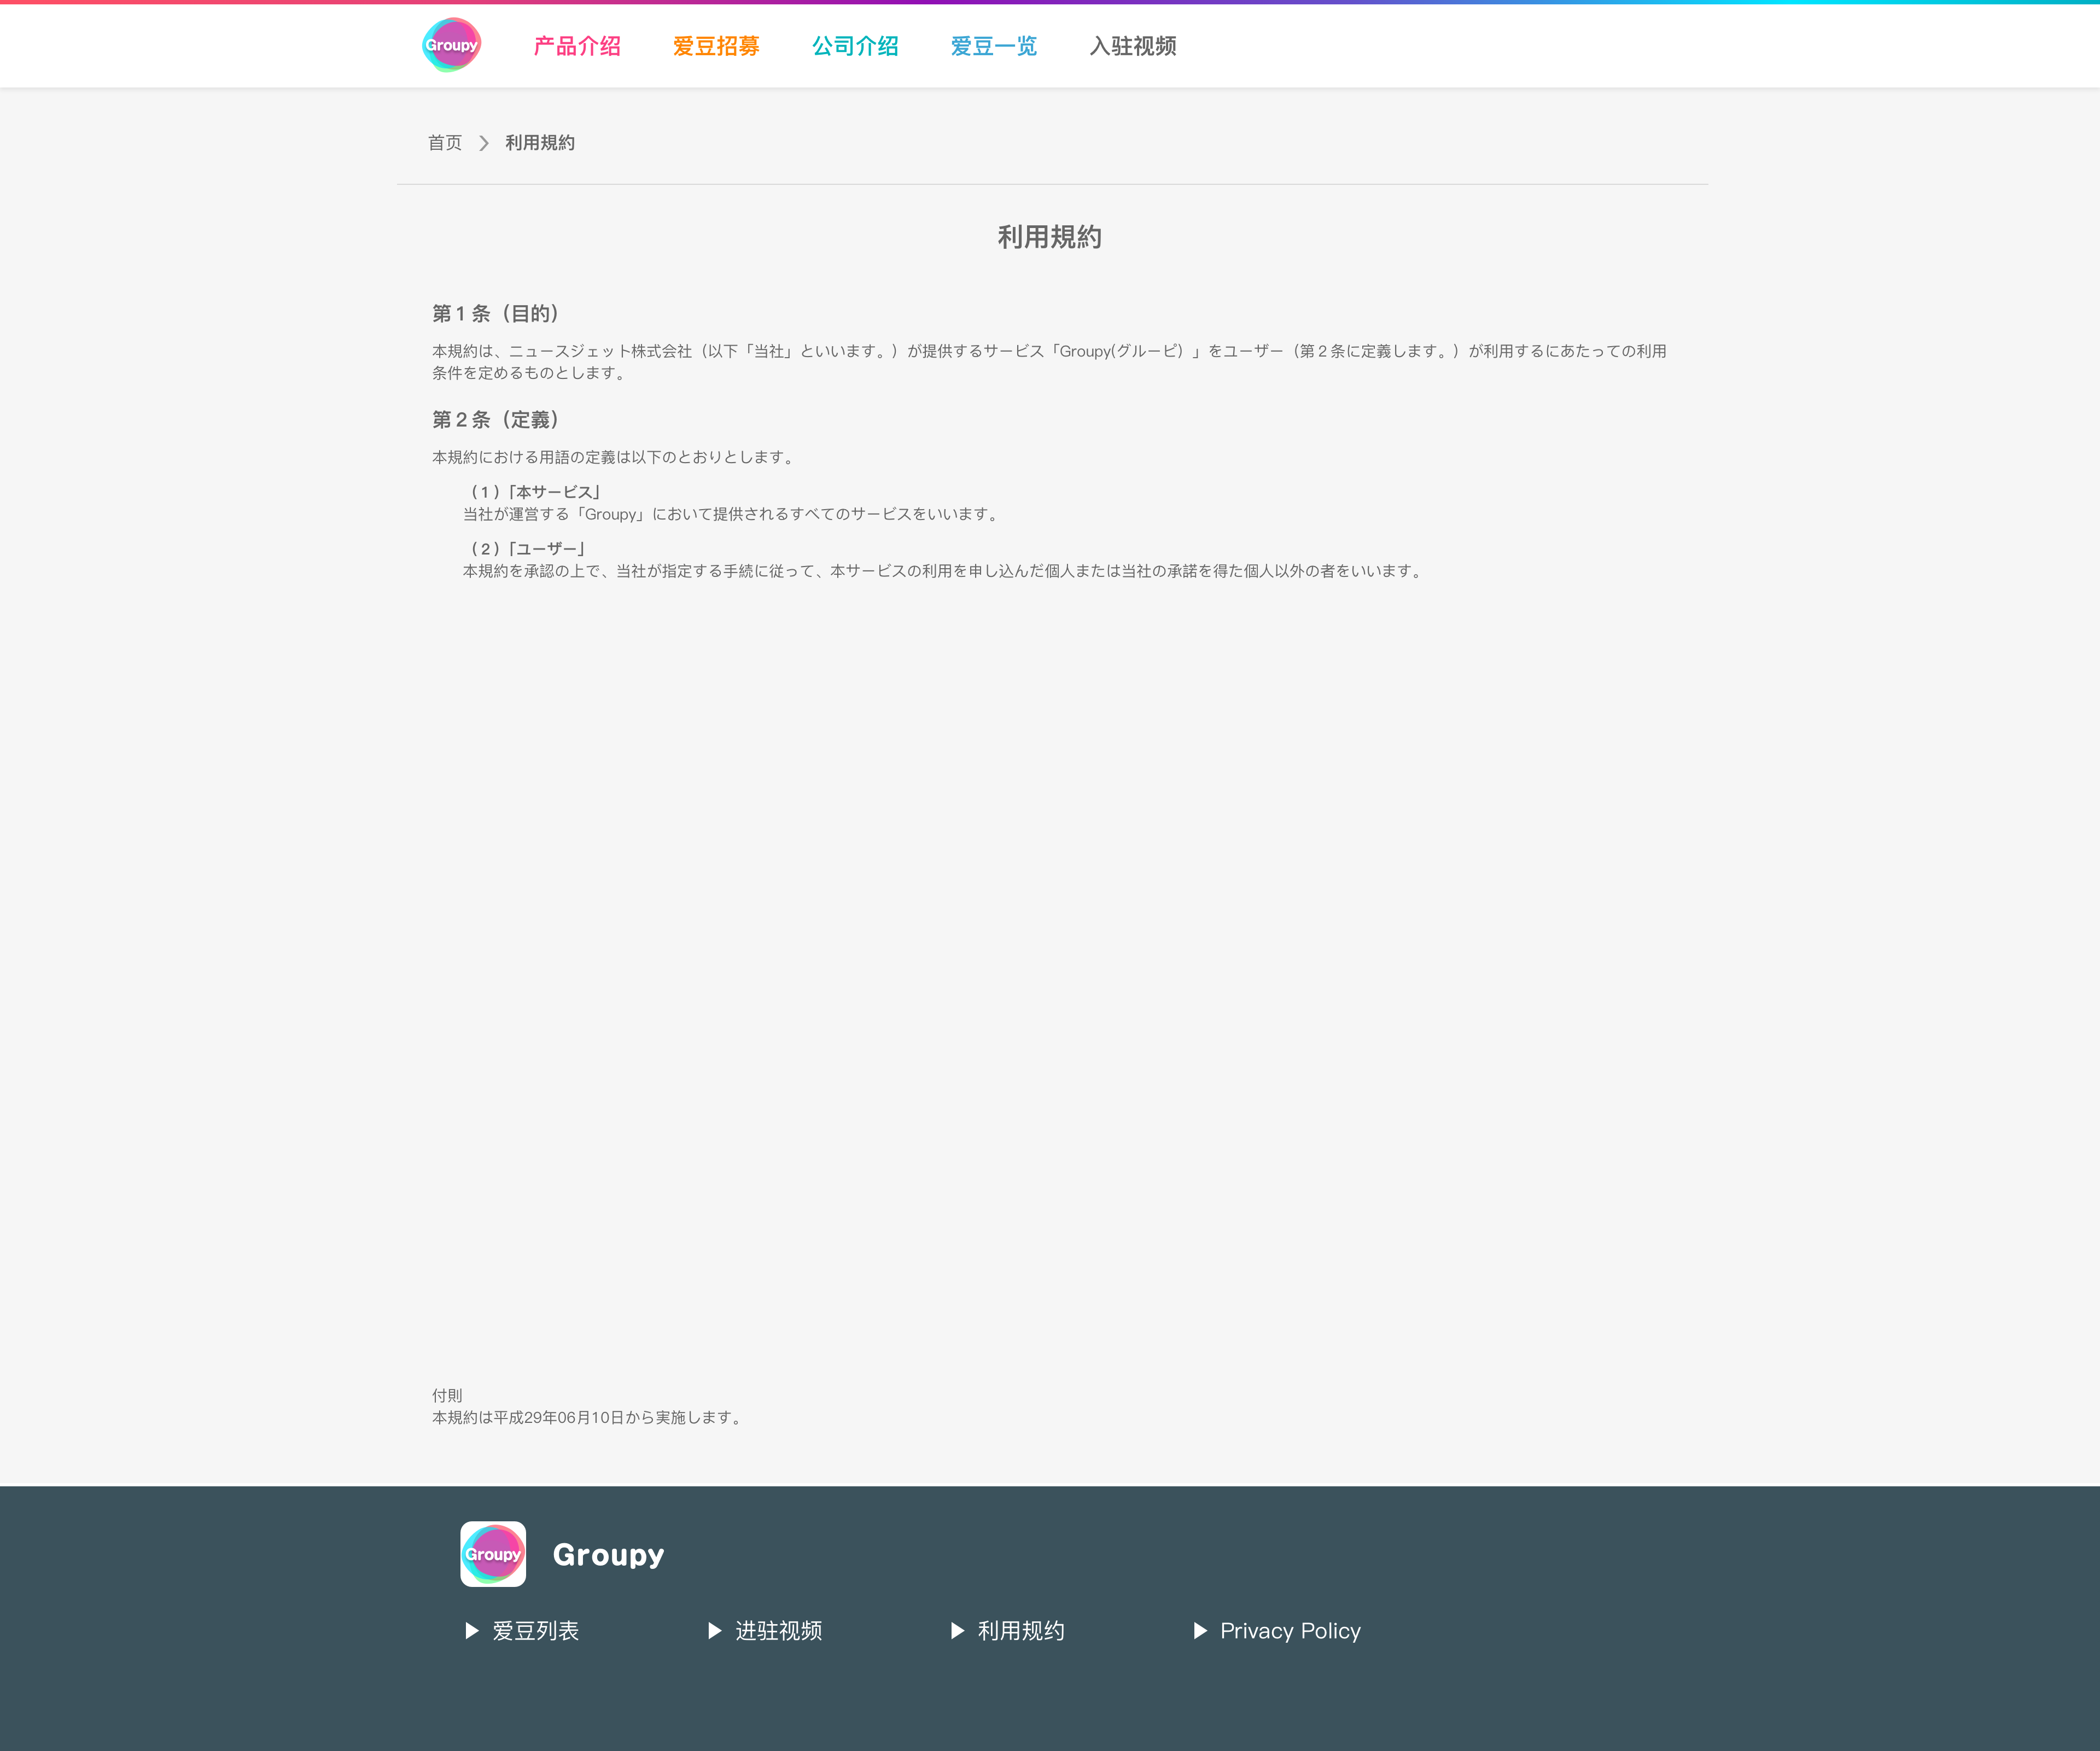 Groupy
产品介绍
爱豆招募
公司介绍
爱豆一览
入驻视频
首页
利用規約
利用規約
第１条（目的）
本規約は、ニュースジェット株式会社（以下「当社」といいます。）が提供するサービス「Groupy(グルーピ）」をユーザー（第２条に定義します。）が利用するにあたっての利用
条件を定めるものとします。
第２条（定義）
本規約における用語の定義は以下のとおりとします。
（１）「本サービス」
当社が運営する「Groupy」において提供されるすべてのサービスをいいます。
（２）「ユーザー」
本規約を承認の上で、当社が指定する手続に従って、本サービスの利用を申し込んだ個人または当社の承諾を得た個人以外の者をいいます。
付則
本規約は平成29年06月10日から実施します。
Groupy
Groupy
爱豆列表
进驻视频
利用规约
Privacy Policy